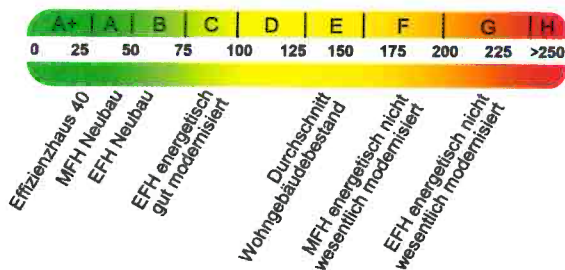 A+ A B C D E F G H
0 25 50 75 100 125 150 175 200 225 >250
Effizienzhaus 40
MFH Neubau
EFH Neubau
EFH energetisch
gut modernisiert
Durchschnitt
Wohngebäudebestand
MFH energetisch nicht
wesentlich modernisiert
EFH energetisch nicht
wesentlich modernisiert